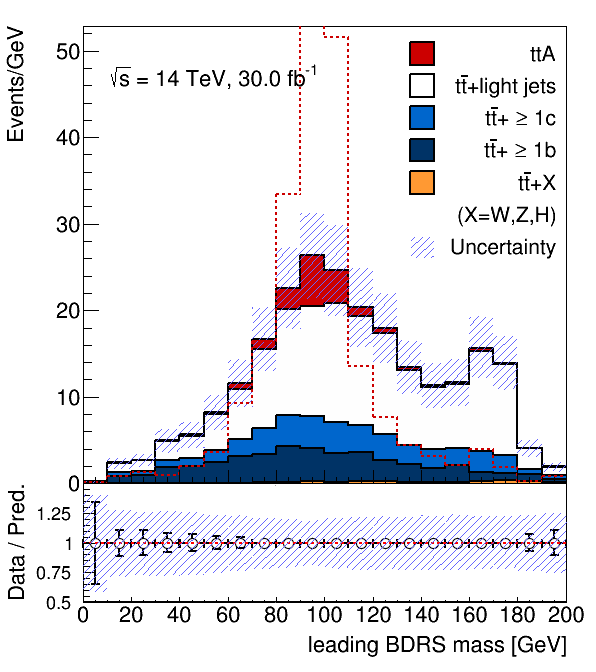 Events/GeV
50
40
30
20
10
0
√s = 14 TeV, 30.0 fb⁻¹
ttA
tt̄+light jets
tt̄+ ≥ 1c
tt̄+ ≥ 1b
tt̄+X
(X=W,Z,H)
Uncertainty
Data / Pred.
1.25
1
0.75
0.5
0 20 40 60 80 100 120 140 160 180 200
leading BDRS mass [GeV]